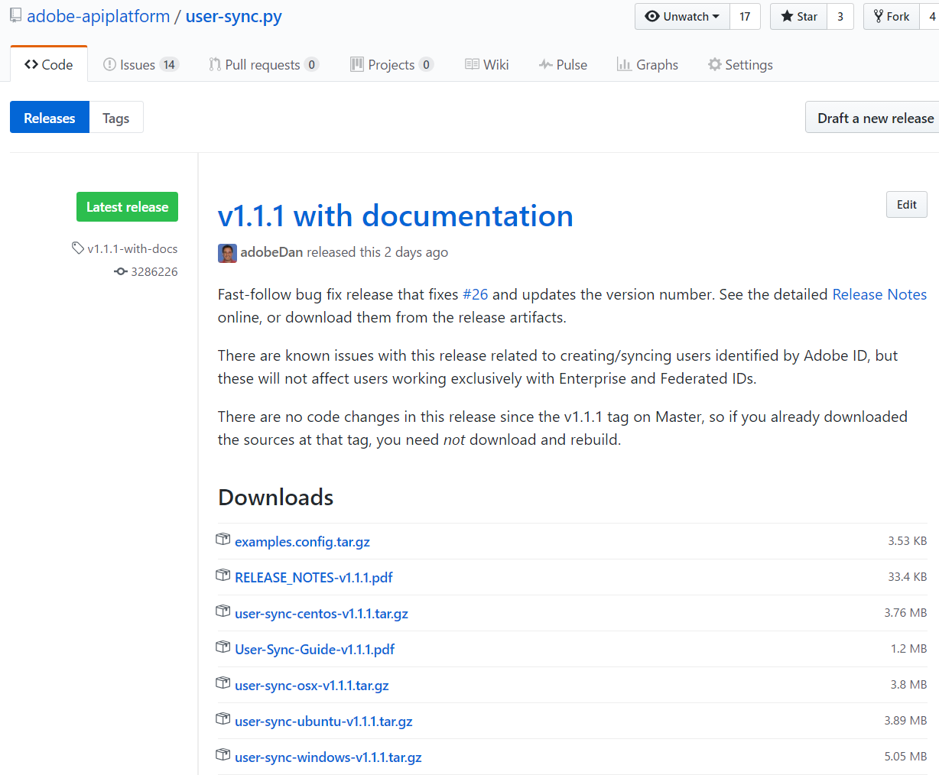 adobe-apiplatform / user-sync.py
Unwatch 17 Star 3 Fork 4
Code Issues 14 Pull requests 0 Projects 0 Wiki Pulse Graphs Settings
Releases Tags Draft a new release
Latest release
v1.1.1-with-docs
3286226
v1.1.1 with documentation
Edit
adobeDan released this 2 days ago
Fast-follow bug fix release that fixes #26 and updates the version number. See the detailed Release Notes
online, or download them from the release artifacts.
There are known issues with this release related to creating/syncing users identified by Adobe ID, but
these will not affect users working exclusively with Enterprise and Federated IDs.
There are no code changes in this release since the v1.1.1 tag on Master, so if you already downloaded
the sources at that tag, you need not download and rebuild.
Downloads
examples.config.tar.gz 3.53 KB
RELEASE_NOTES-v1.1.1.pdf 33.4 KB
user-sync-centos-v1.1.1.tar.gz 3.76 MB
User-Sync-Guide-v1.1.1.pdf 1.2 MB
user-sync-osx-v1.1.1.tar.gz 3.8 MB
user-sync-ubuntu-v1.1.1.tar.gz 3.89 MB
user-sync-windows-v1.1.1.tar.gz 5.05 MB